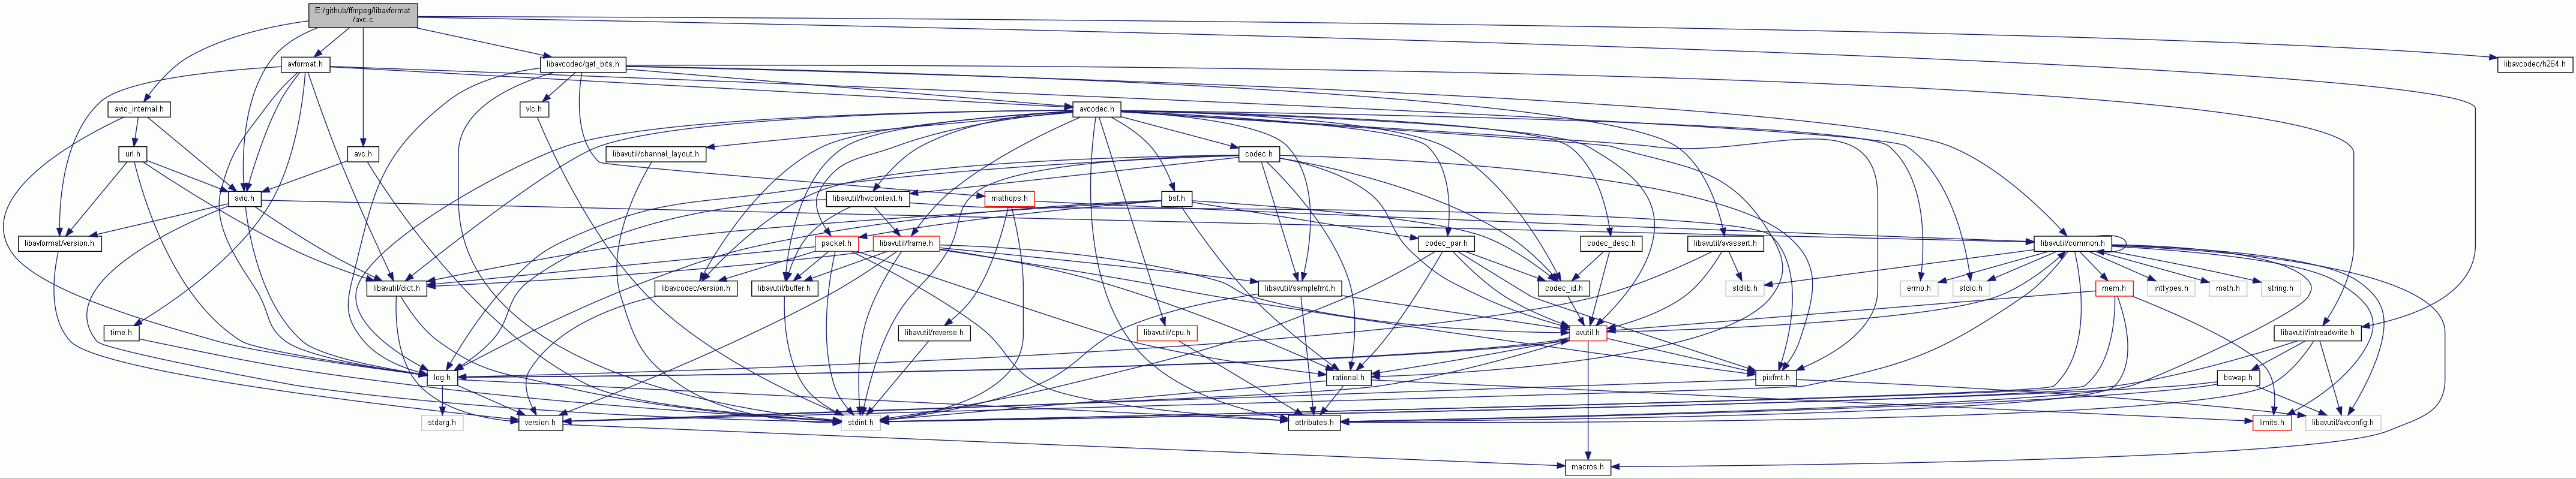 E:/github/ffmpeg/libavformat
/avc.c
avformat.h
libavcodec/get_bits.h
libavcodec/h264.h
avio_internal.h
vlc.h
avcodec.h
url.h
avc.h
libavutil/channel_layout.h
codec.h
avio.h
libavutil/hwcontext.h
mathops.h
bsf.h
libavformat/version.h
packet.h
libavutil/frame.h
codec_par.h
codec_desc.h
libavutil/avassert.h
libavutil/common.h
libavutil/dict.h
libavcodec/version.h
libavutil/buffer.h
libavutil/samplefmt.h
codec_id.h
stdlib.h
errno.h
stdio.h
mem.h
inttypes.h
math.h
string.h
time.h
libavutil/reverse.h
libavutil/cpu.h
avutil.h
libavutil/intreadwrite.h
log.h
rational.h
pixfmt.h
bswap.h
stdarg.h
version.h
stdint.h
attributes.h
limits.h
libavutil/avconfig.h
macros.h